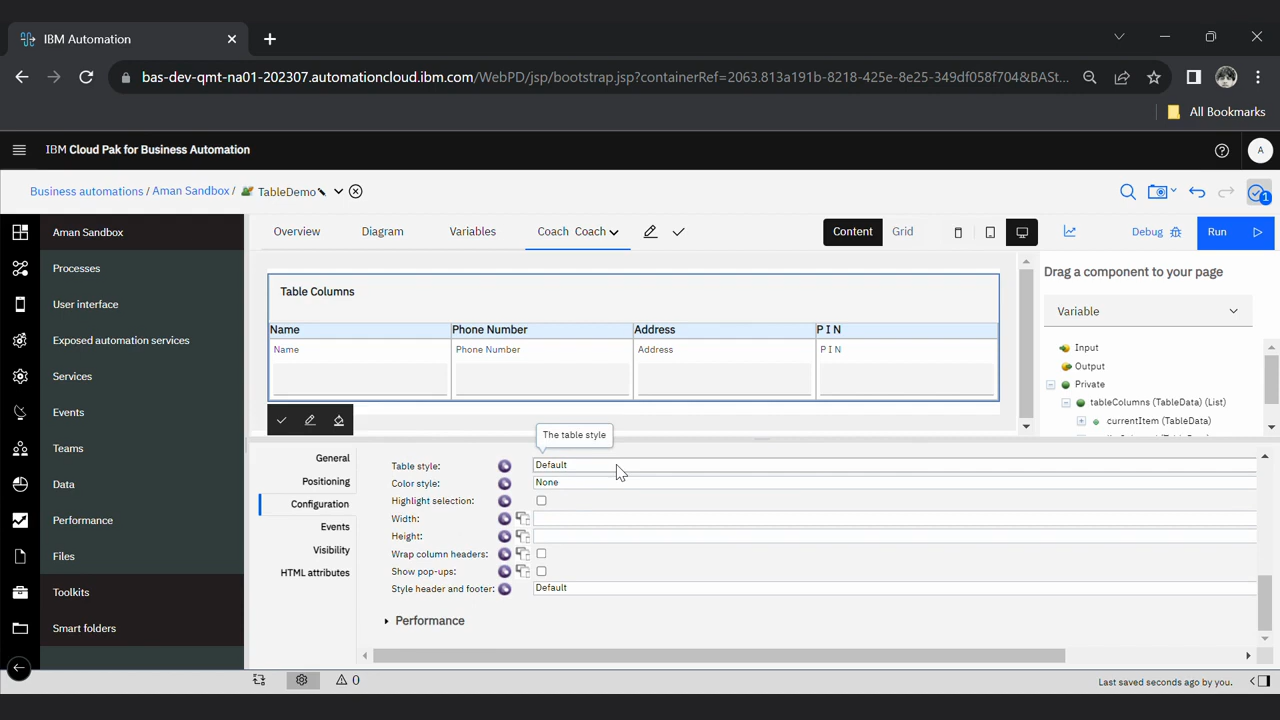 IBM Automation
bas-dev-qmt-na01-202307.automationcloud.ibm.com/WebPD/jsp/bootstrap.jsp?containerRef=2063.813a191b-8218-425e-8e25-349df058f704&BASt...
All Bookmarks
IBM Cloud Pak for Business Automation
A
Business automations / Aman Sandbox / TableDemo
1
Aman Sandbox
Processes
User interface
Exposed automation services
Services
Events
Teams
Data
Performance
Files
Toolkits
Smart folders
Overview
Diagram
Variables
Coach Coach
Content
Grid
Debug
Run
Table Columns
Name
Phone Number
Address
P I N
Name
Phone Number
Address
P I N
Drag a component to your page
Variable
Input
Output
Private
tableColumns (TableData) (List)
currentItem (TableData)
The table style
General
Positioning
Configuration
Events
Visibility
HTML attributes
Table style: Default
Color style: None
Highlight selection:
Width:
Height:
Wrap column headers:
Show pop-ups:
Style header and footer: Default
Performance
0
Last saved seconds ago by you.